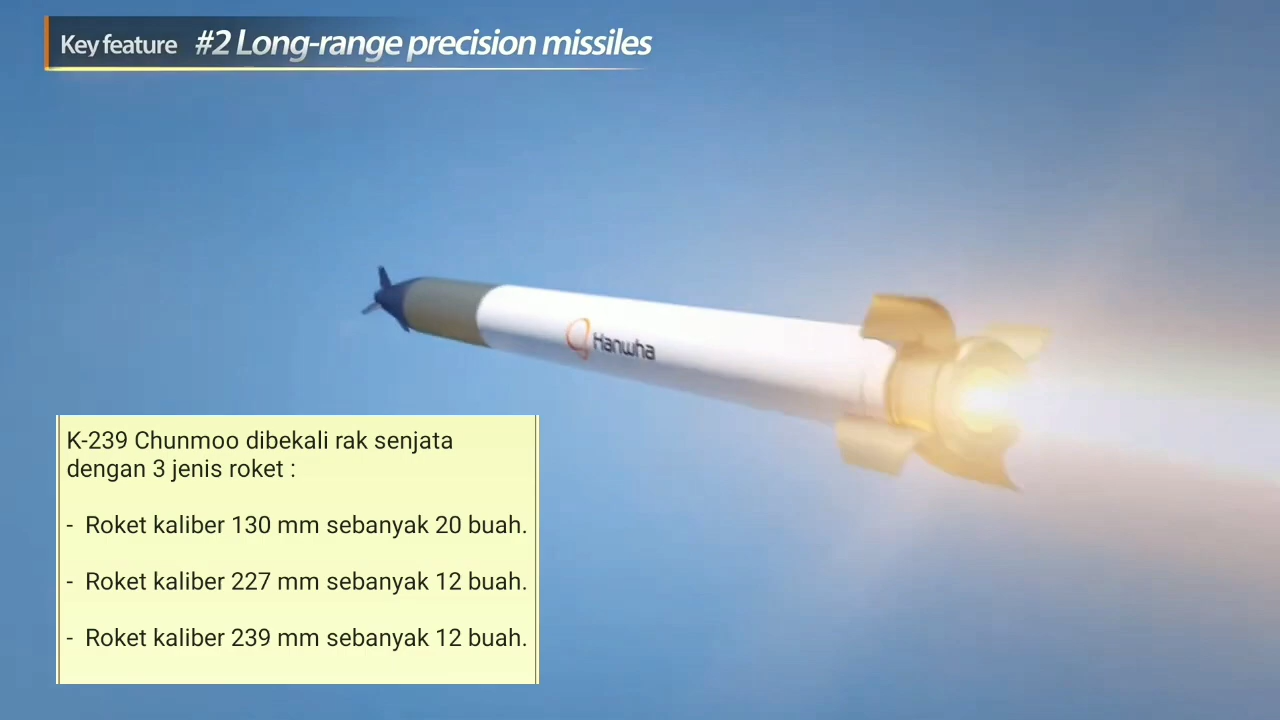 Key feature #2 Long-range precision missiles
Hanwha
K-239 Chunmoo dibekali rak senjata
dengan 3 jenis roket :
- Roket kaliber 130 mm sebanyak 20 buah.
- Roket kaliber 227 mm sebanyak 12 buah.
- Roket kaliber 239 mm sebanyak 12 buah.